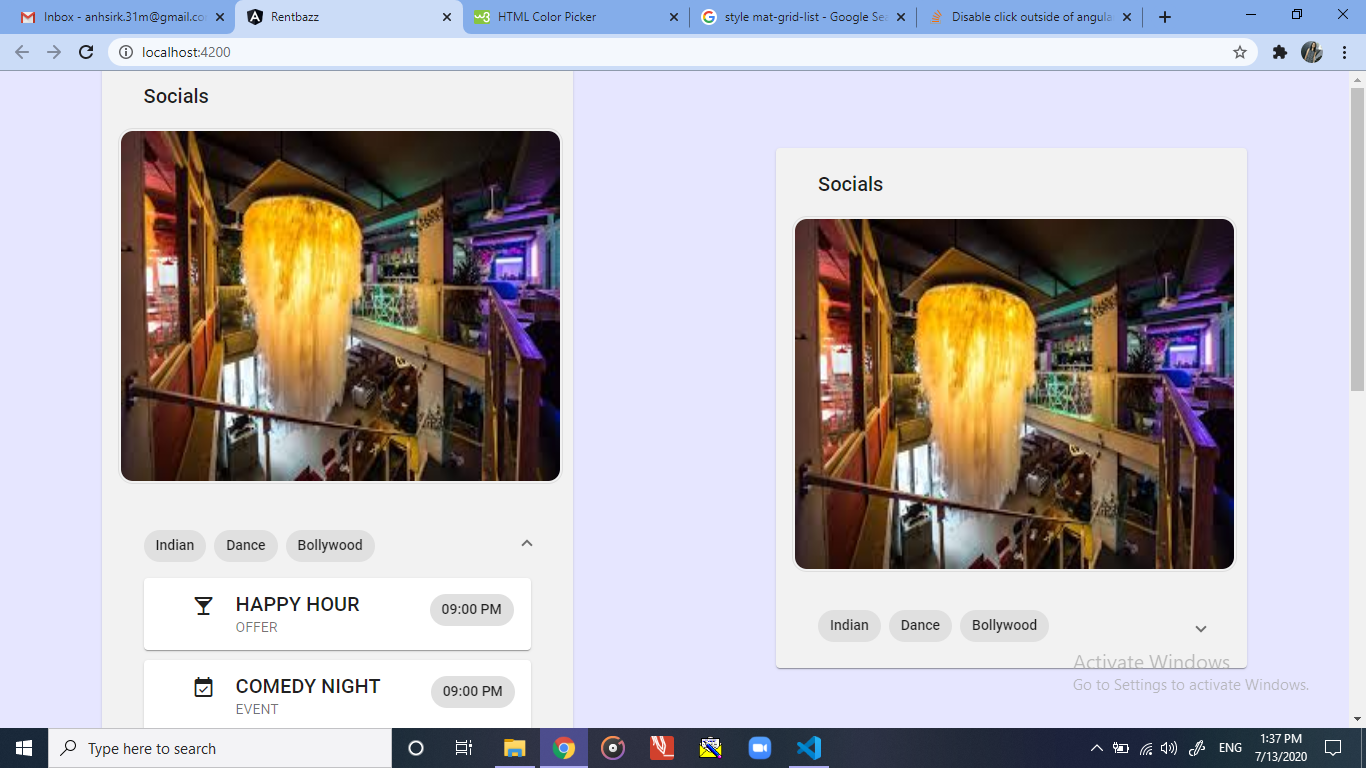 Inbox - anhsirk.31m@gmail.co
Rentbazz
HTML Color Picker
style mat-grid-list - Google Sea
Disable click outside of angula
localhost:4200
Socials
Indian
Dance
Bollywood
HAPPY HOUR
OFFER
09:00 PM
COMEDY NIGHT
EVENT
09:00 PM
Socials
Indian
Dance
Bollywood
Activate Windows
Go to Settings to activate Windows.
Type here to search
ENG
1:37 PM
7/13/2020